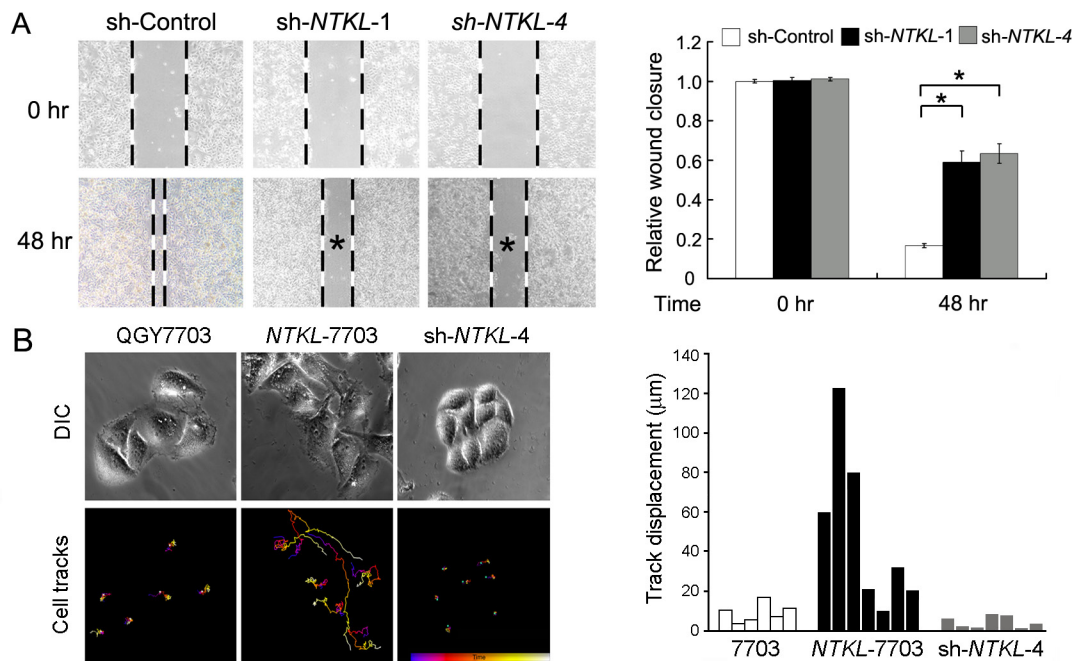 A
sh-Control sh-NTKL-1 sh-NTKL-4
0 hr
48 hr
*
*
sh-Control sh-NTKL-1 sh-NTKL-4
Relative wound closure
1.2
1.0
0.8
0.6
0.4
0.2
0
*
*
Time 0 hr 48 hr
B
QGY7703 NTKL-7703 sh-NTKL-4
DIC
Cell tracks
Time
Track displacement (µm)
140
120
100
80
60
40
20
0
7703 NTKL-7703 sh-NTKL-4